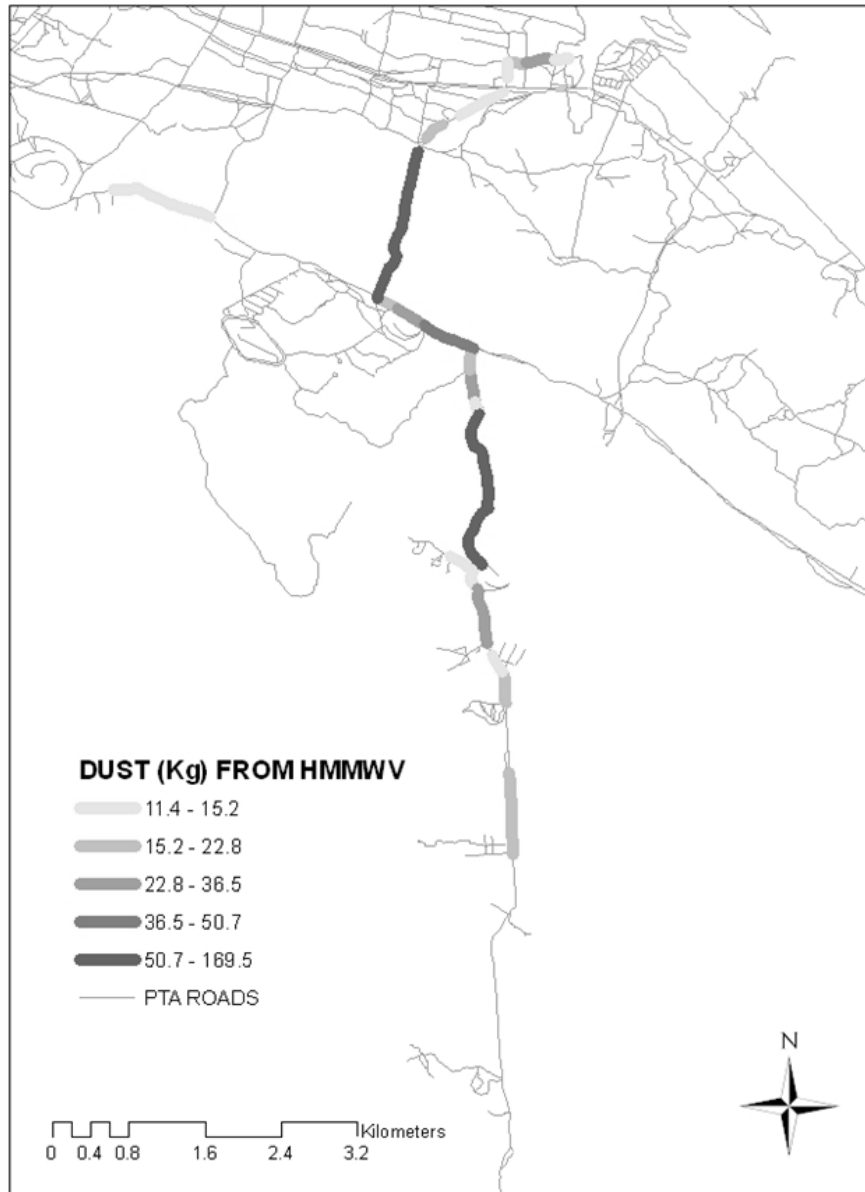 DUST (Kg) FROM HMMWV
11.4 - 15.2
15.2 - 22.8
22.8 - 36.5
36.5 - 50.7
50.7 - 169.5
PTA ROADS
N
Kilometers
0 0.4 0.8 1.6 2.4 3.2